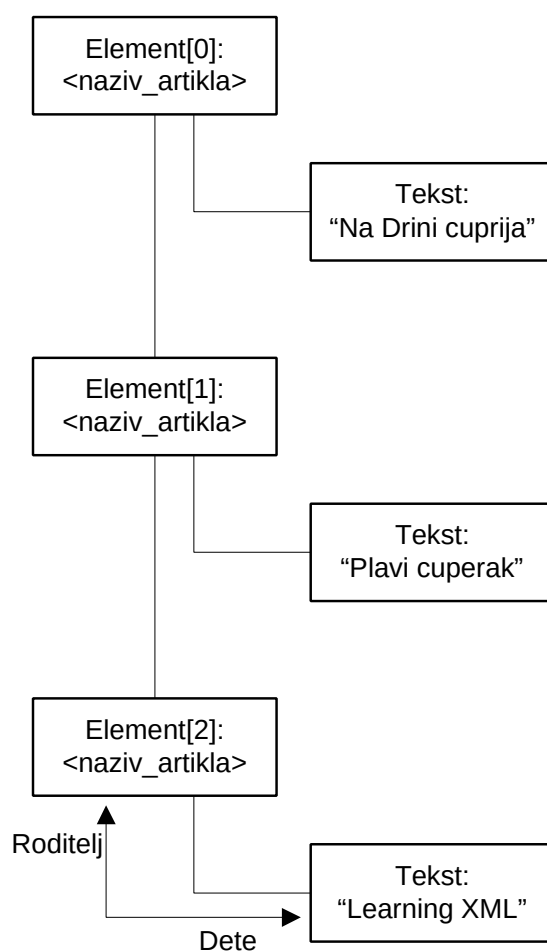 Element[0]:
<naziv_artikla>
Tekst:
“Na Drini cuprija”
Element[1]:
<naziv_artikla>
Tekst:
“Plavi cuperak”
Element[2]:
<naziv_artikla>
Roditelj
Tekst:
“Learning XML”
Dete